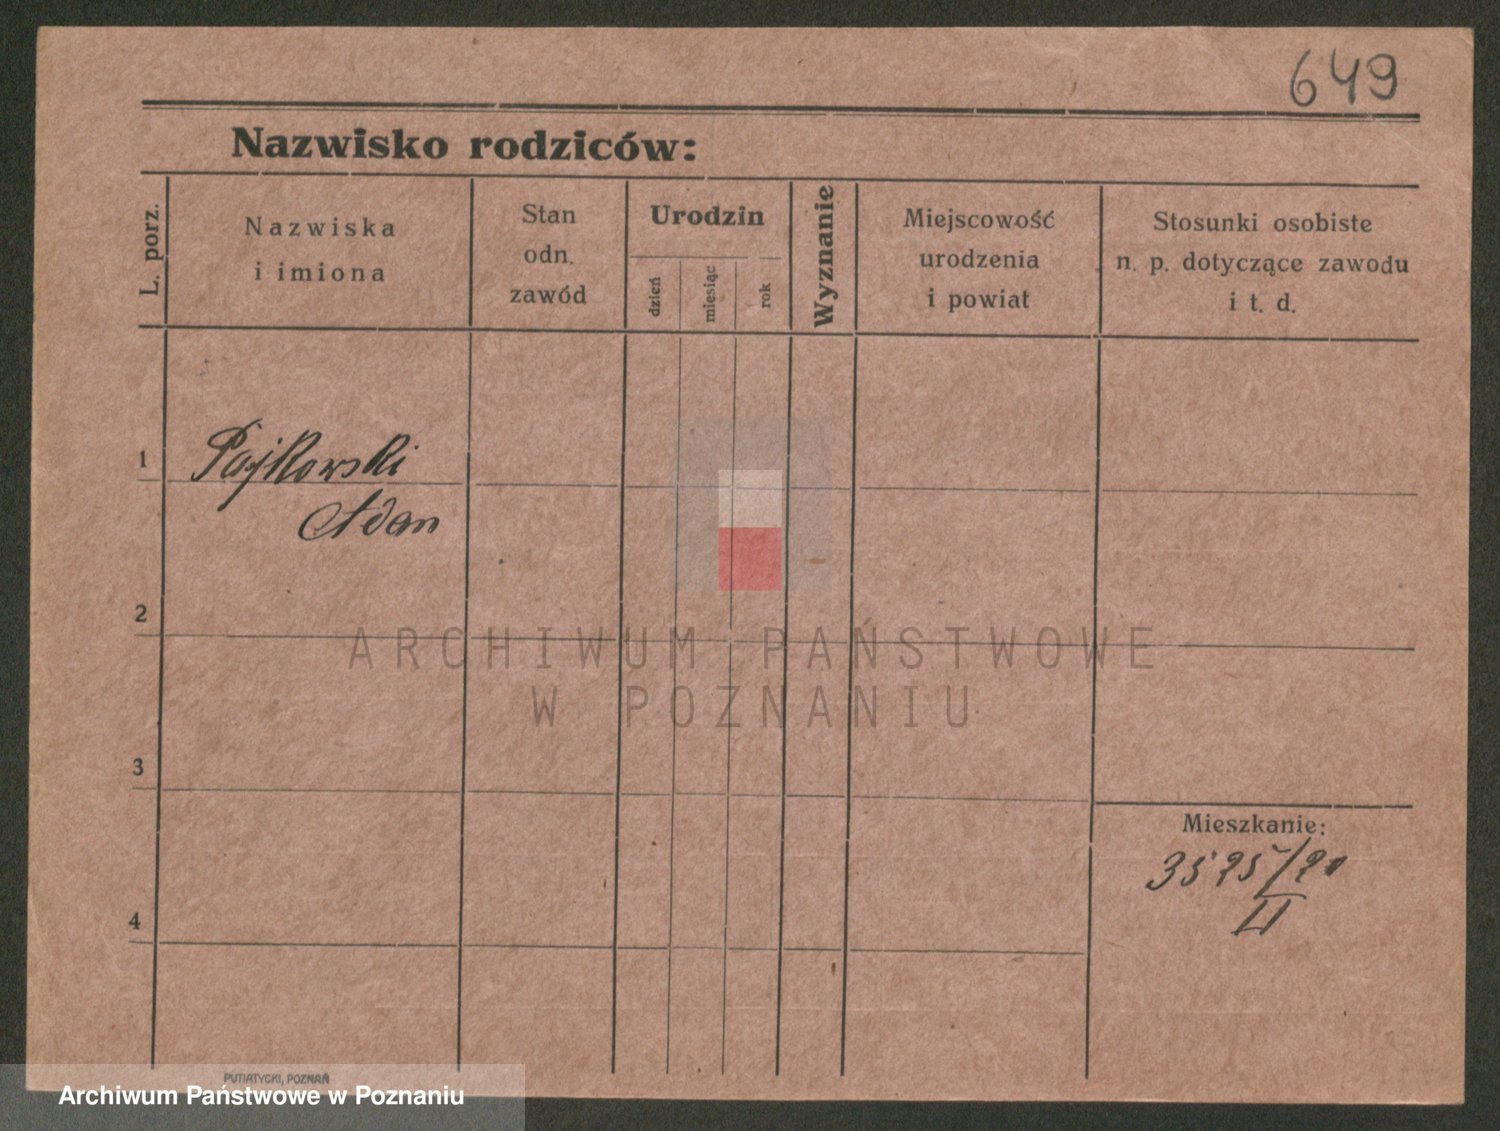 649
Nazwisko rodziców:
L. porz.
Nazwiska
i imiona
Stan
odn.
zawód
Urodzin
dzień
miesiąc
rok
Wyznanie
Miejscowość
urodzenia
i powiat
Stosunki osobiste
n. p. dotyczące zawodu
i t. d.
1
Pajkowski
Adam
2
ARCHIWUM PAŃSTWOWE
W POZNANIU
3
Mieszkanie:
4
II
PUTIATYCKI, POZNAŃ
Archiwum Państwowe w Poznaniu